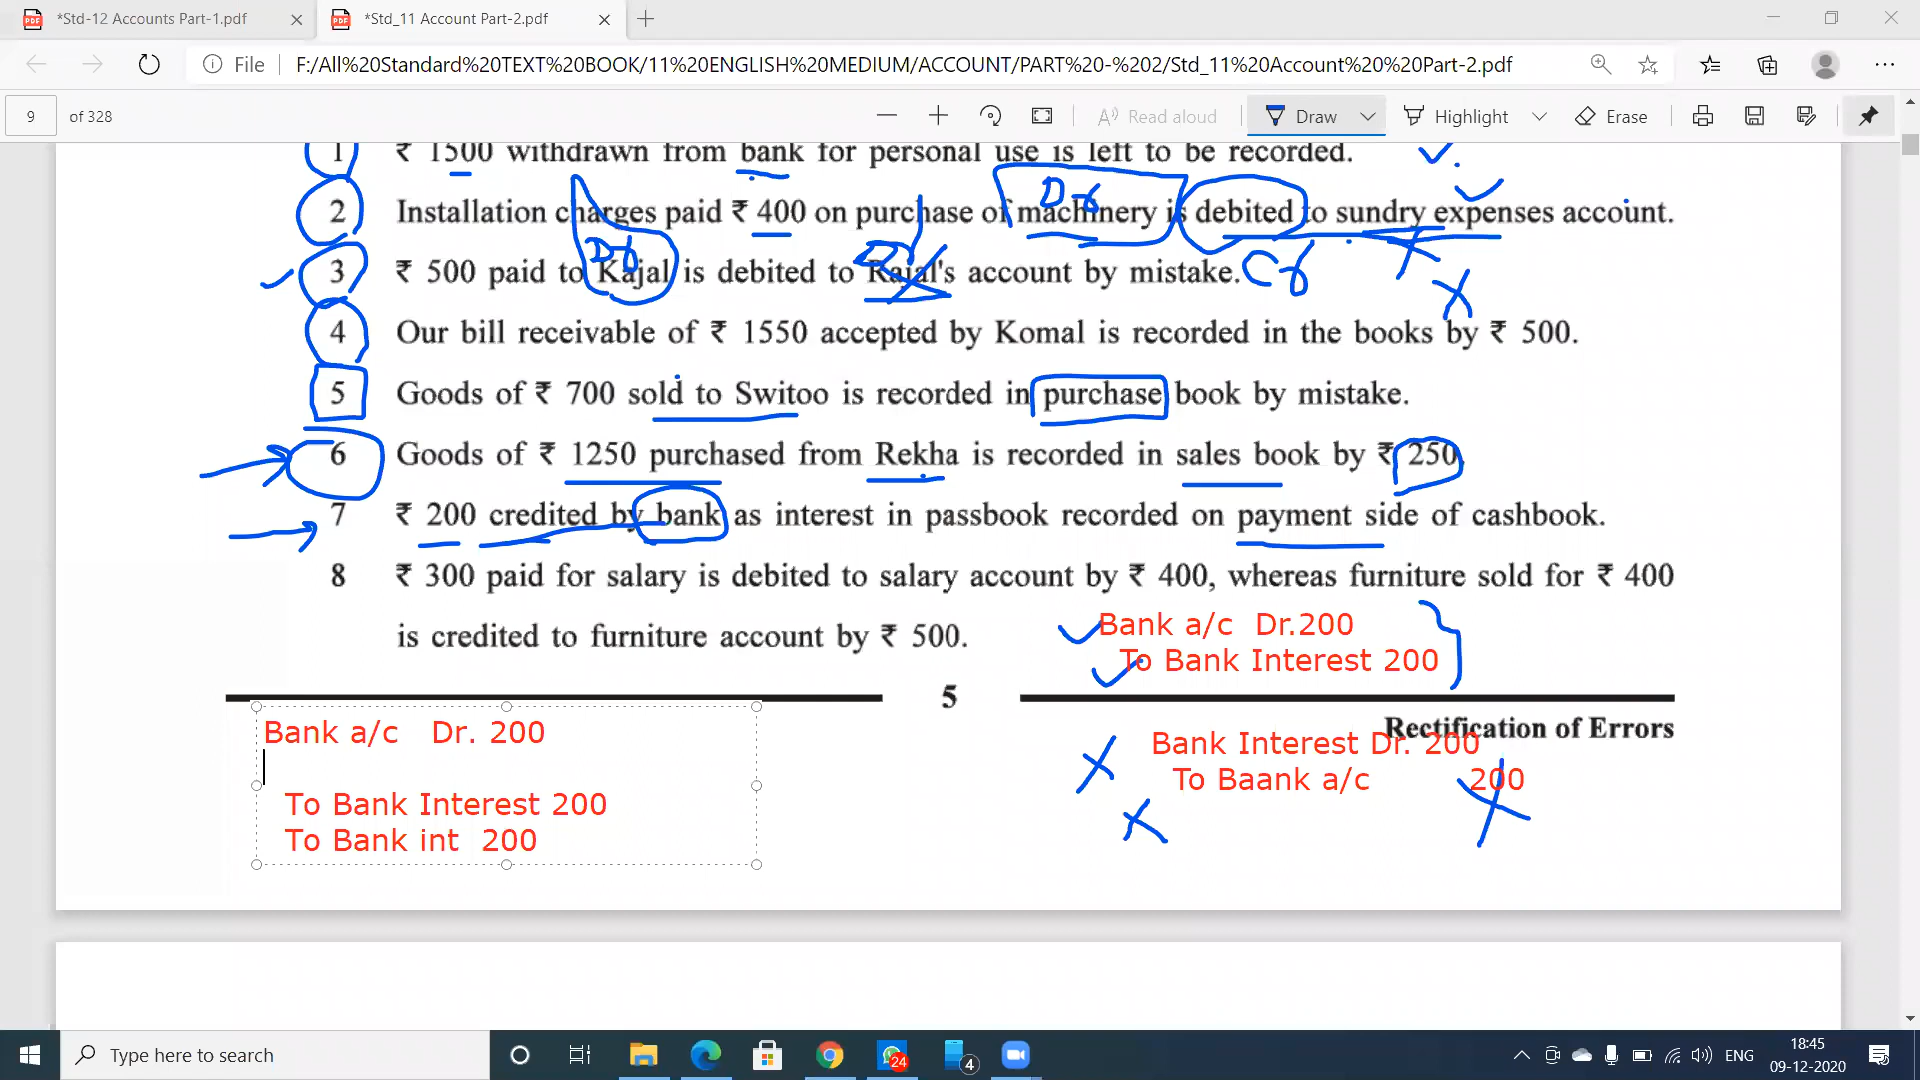 *Std-12 Accounts Part-1.pdf
*Std_11 Account Part-2.pdf
File F:/All%20Standard%20TEXT%20BOOK/11%20ENGLISH%20MEDIUM/ACCOUNT/PART%20-%202/Std_11%20Account%20%20Part-2.pdf
9 of 328 Read aloud Draw Highlight Erase
1 ₹ 1500 withdrawn from bank for personal use is left to be recorded.
Dr
2 Installation charges paid ₹ 400 on purchase of machinery is debited to sundry expenses account.
Dr Cr
3 ₹ 500 paid to Kajal is debited to Rajal's account by mistake.
4 Our bill receivable of ₹ 1550 accepted by Komal is recorded in the books by ₹ 500.
5 Goods of ₹ 700 sold to Switoo is recorded in purchase book by mistake.
6 Goods of ₹ 1250 purchased from Rekha is recorded in sales book by ₹ 250.
7 ₹ 200 credited by bank as interest in passbook recorded on payment side of cashbook.
8 ₹ 300 paid for salary is debited to salary account by ₹ 400, whereas furniture sold for ₹ 400
is credited to furniture account by ₹ 500.
Bank a/c Dr.200
To Bank Interest 200
5
Rectification of Errors
Bank a/c Dr. 200
To Bank Interest 200
To Bank int 200
Bank Interest Dr. 200
To Baank a/c 200
Type here to search
24
4
ENG
18:45
09-12-2020